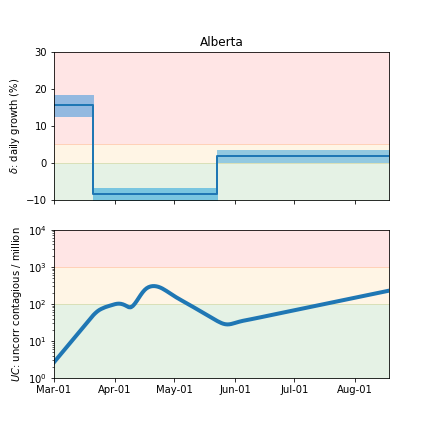 Alberta
δ: daily growth (%)
30
20
10
0
−10
UC: uncorr contagious / million
10⁴
10³
10²
10¹
10⁰
Mar-01 Apr-01 May-01 Jun-01 Jul-01 Aug-01